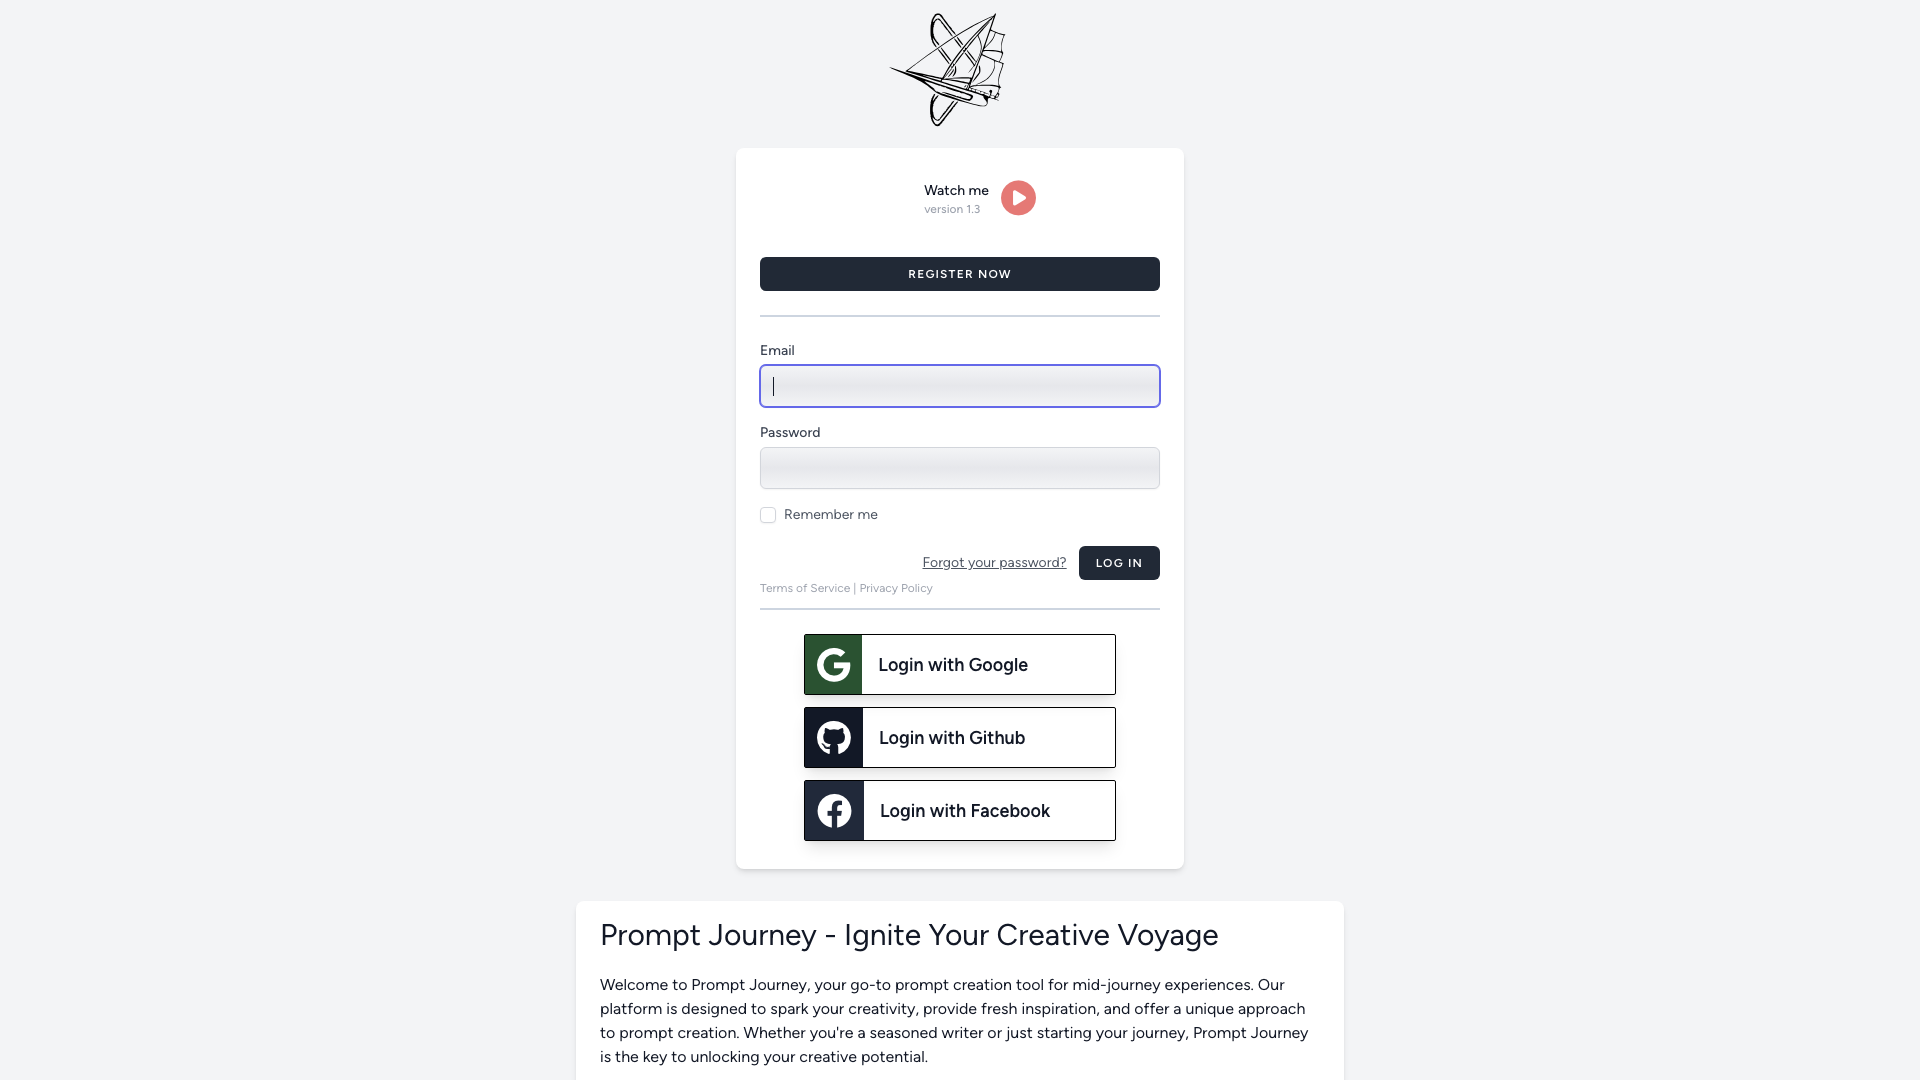 Watch me
version 1.3
REGISTER NOW
Email
Password
Remember me
Forgot your password?
LOG IN
Terms of Service | Privacy Policy
Login with Google
Login with Github
Login with Facebook
Prompt Journey - Ignite Your Creative Voyage
Welcome to Prompt Journey, your go-to prompt creation tool for mid-journey experiences. Our
platform is designed to spark your creativity, provide fresh inspiration, and offer a unique approach
to prompt creation. Whether you're a seasoned writer or just starting your journey, Prompt Journey
is the key to unlocking your creative potential.